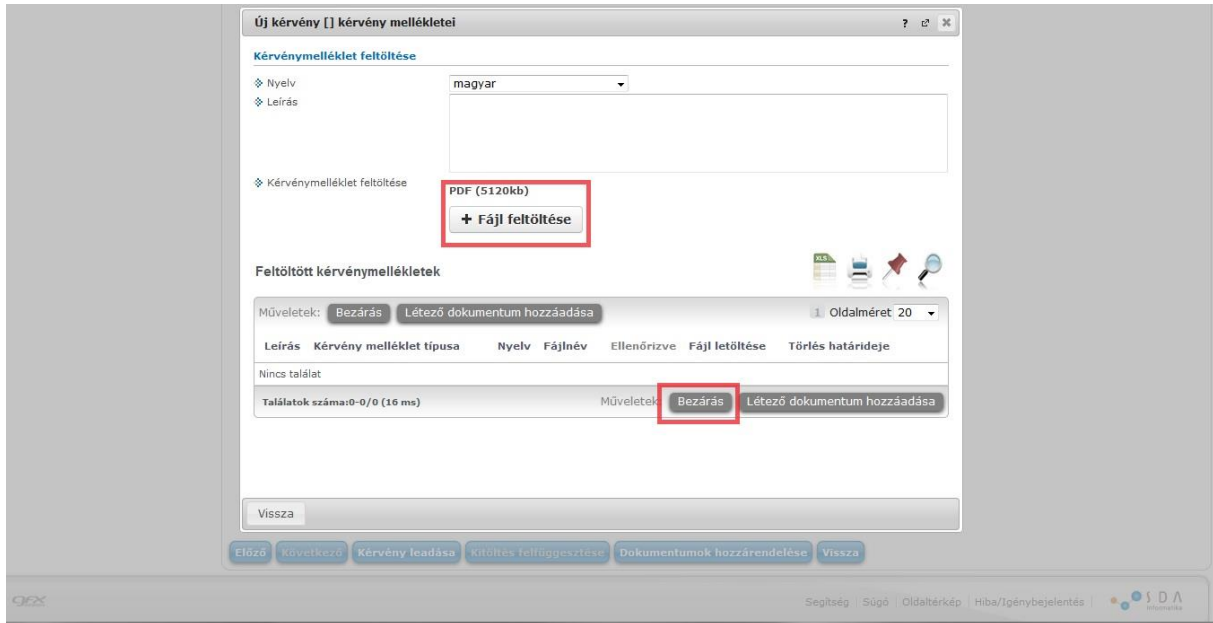 Új kérvény [] kérvény mellékletei ?
Kérvénymelléklet feltöltése
Nyelv magyar
Leírás
Kérvénymelléklet feltöltése PDF (5120kb)
+ Fájl feltöltése
Feltöltött kérvénymellékletek XLS
Műveletek: Bezárás Létező dokumentum hozzáadása 1 Oldalméret 20
Leírás Kérvény melléklet típusa Nyelv Fájlnév Ellenőrizve Fájl letöltése Törlés határideje
Nincs találat
Találatok száma:0-0/0 (16 ms) Műveletek: Bezárás Létező dokumentum hozzáadása
Vissza
Előző Következő Kérvény leadása Kitöltés felfüggesztése Dokumentumok hozzárendelése Vissza
Segítség Súgó Oldaltérkép Hiba/Igénybejelentés SDA
Informatika